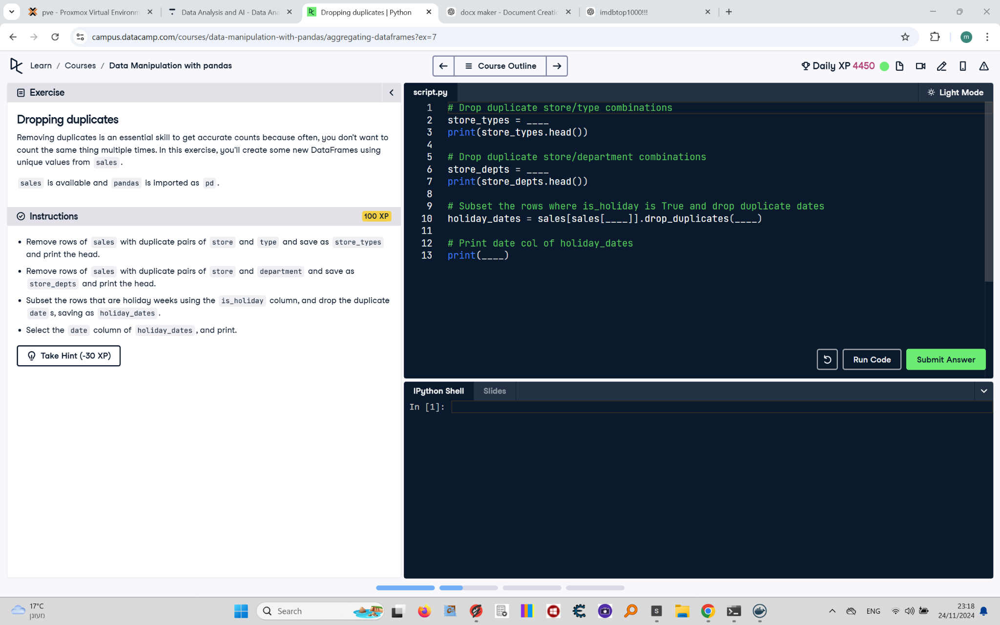 pve - Proxmox Virtual Environm
Data Analysis and AI - Data Ana
Dropping duplicates | Python
docx maker - Document Creatic
imdbtop1000!!!
campus.datacamp.com/courses/data-manipulation-with-pandas/aggregating-dataframes?ex=7
m
Learn / Courses / Data Manipulation with pandas
Course Outline
Daily XP 4450
Exercise
Dropping duplicates
Removing duplicates is an essential skill to get accurate counts because often, you don't want to
count the same thing multiple times. In this exercise, you'll create some new DataFrames using
unique values from sales .
sales is available and pandas is imported as pd .
Instructions
100 XP
• Remove rows of sales with duplicate pairs of store and type and save as store_types
and print the head.
• Remove rows of sales with duplicate pairs of store and department and save as
store_depts and print the head.
• Subset the rows that are holiday weeks using the is_holiday column, and drop the duplicate
date s, saving as holiday_dates .
• Select the date column of holiday_dates , and print.
Take Hint (-30 XP)
script.py
Light Mode
1 # Drop duplicate store/type combinations
2 store_types = ____
3 print(store_types.head())
4
5 # Drop duplicate store/department combinations
6 store_depts = ____
7 print(store_depts.head())
8
9 # Subset the rows where is_holiday is True and drop duplicate dates
10 holiday_dates = sales[sales[____]].drop_duplicates(____)
11
12 # Print date col of holiday_dates
13 print(____)
Run Code
Submit Answer
IPython Shell
Slides
In [1]:
17°C
מעונן
Search
S
ENG
23:18
24/11/2024